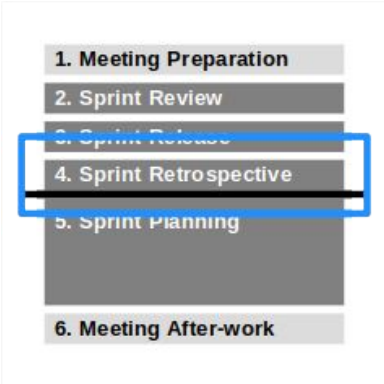 1. Meeting Preparation
2. Sprint Review
3. Sprint Release
4. Sprint Retrospective
5. Sprint Planning
6. Meeting After-work